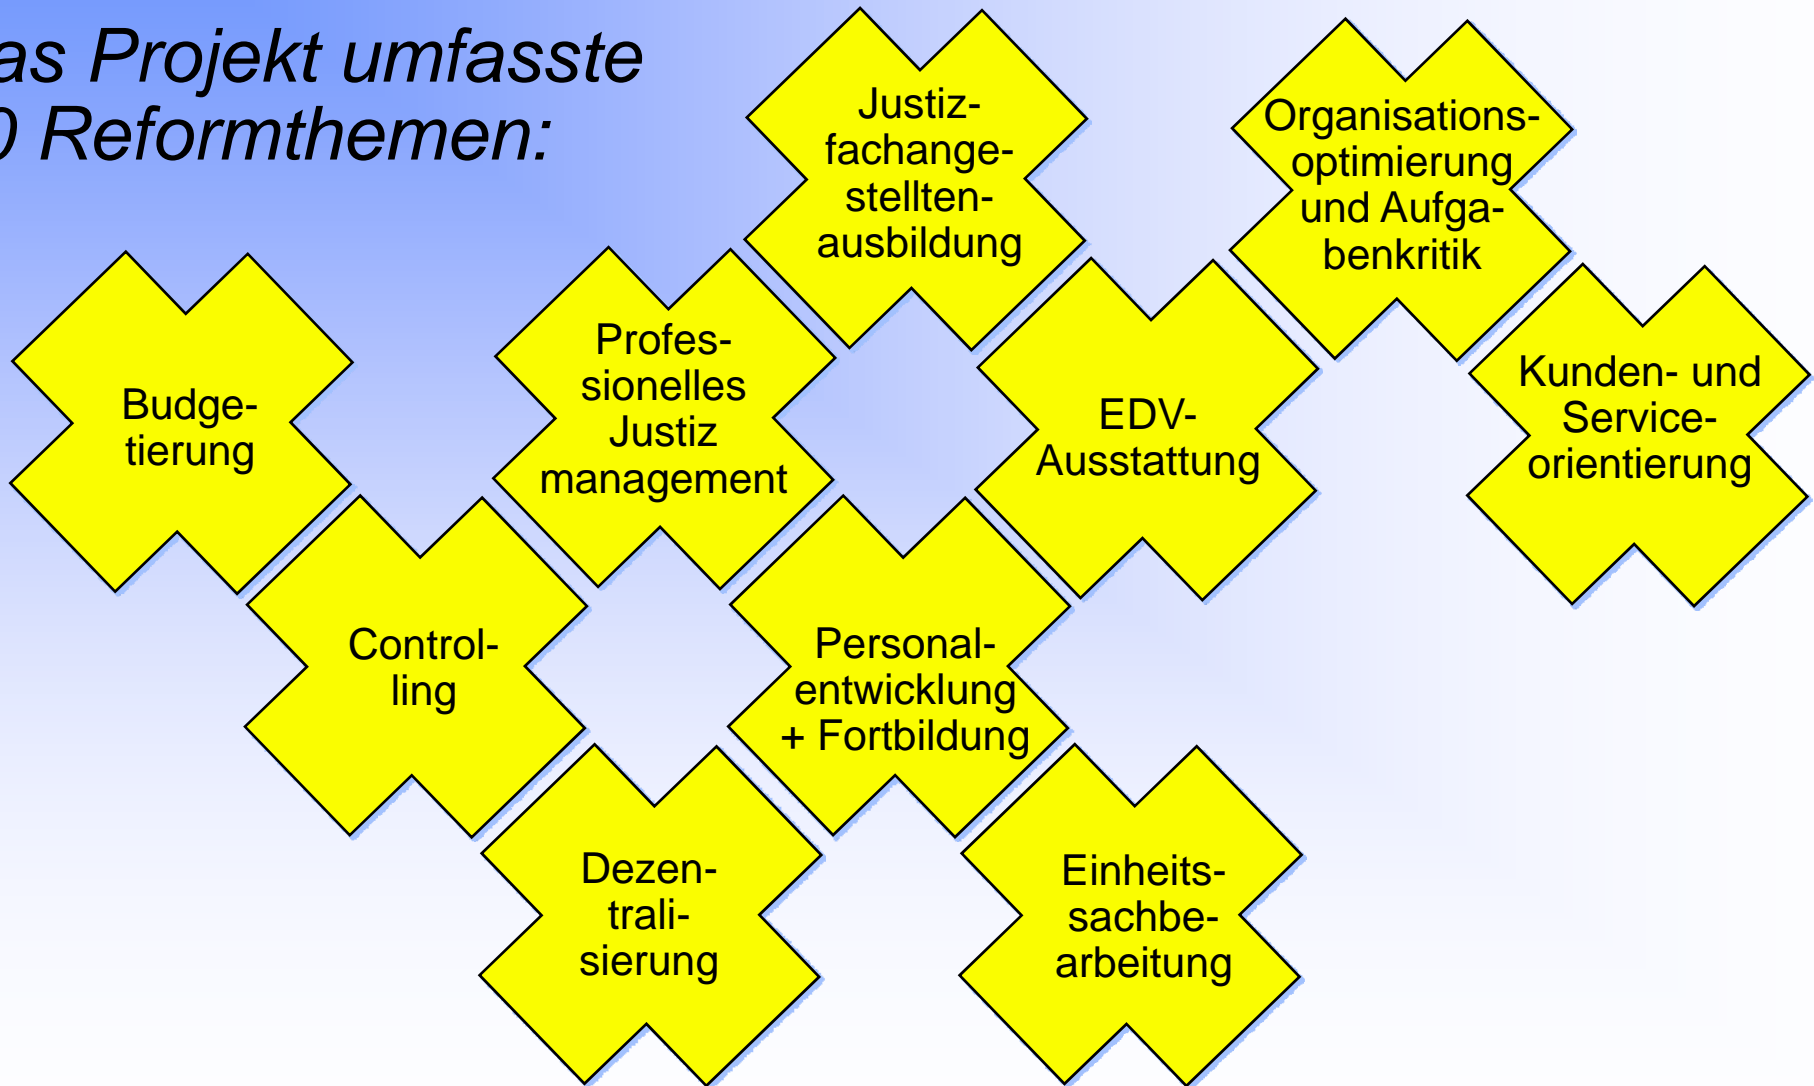 as Projekt umfasste
0 Reformthemen:
Justiz-
fachange-
stellten-
ausbildung
Organisations-
optimierung
und Aufga-
benkritik
Budge-
tierung
Profes-
sionelles
Justiz
management
EDV-
Ausstattung
Kunden- und
Service-
orientierung
Control-
ling
Personal-
entwicklung
+ Fortbildung
Dezen-
trali-
sierung
Einheits-
sachbe-
arbeitung